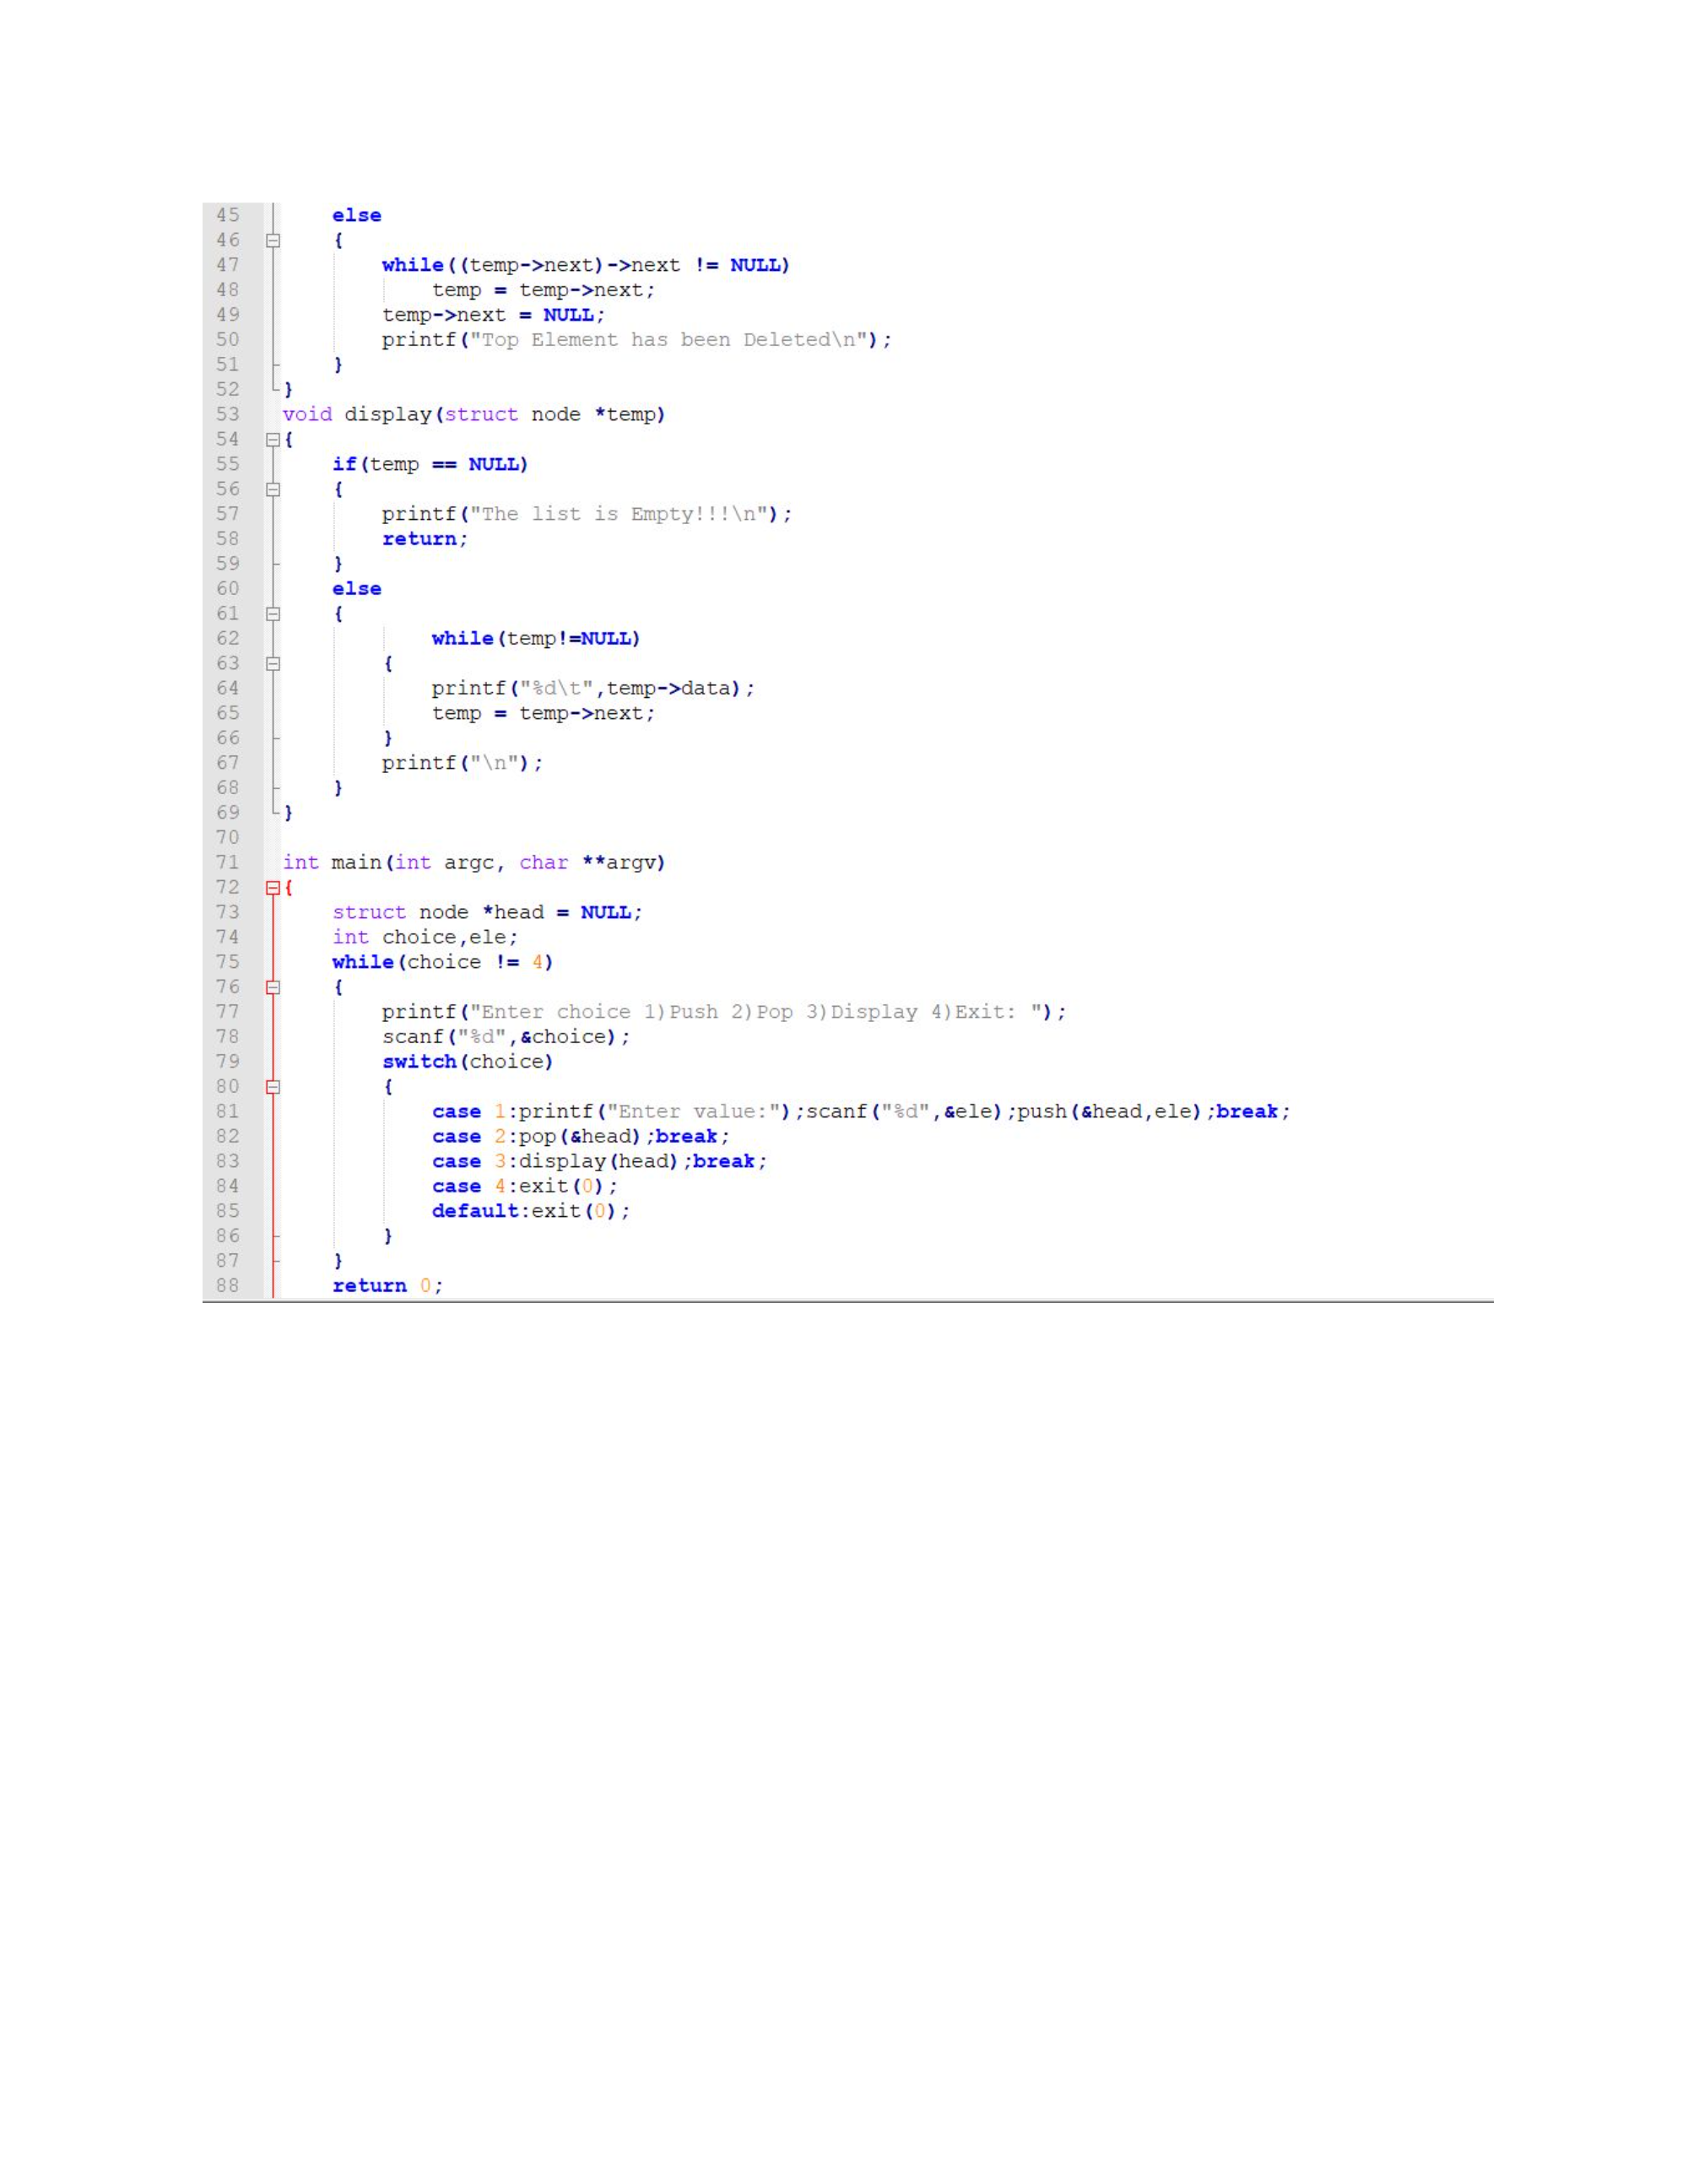 45 else
46 {
47 while((temp->next)->next != NULL)
48 temp = temp->next;
49 temp->next = NULL;
50 printf("Top Element has been Deleted\n");
51 }
52 }
53 void display(struct node *temp)
54 {
55 if(temp == NULL)
56 {
57 printf("The list is Empty!!!\n");
58 return;
59 }
60 else
61 {
62 while(temp!=NULL)
63 {
64 printf("%d\t",temp->data);
65 temp = temp->next;
66 }
67 printf("\n");
68 }
69 }
70
71 int main(int argc, char **argv)
72 {
73 struct node *head = NULL;
74 int choice,ele;
75 while(choice != 4)
76 {
77 printf("Enter choice 1)Push 2)Pop 3)Display 4)Exit: ");
78 scanf("%d",&choice);
79 switch(choice)
80 {
81 case 1:printf("Enter value:");scanf("%d",&ele);push(&head,ele);break;
82 case 2:pop(&head);break;
83 case 3:display(head);break;
84 case 4:exit(0);
85 default:exit(0);
86 }
87 }
88 return 0;